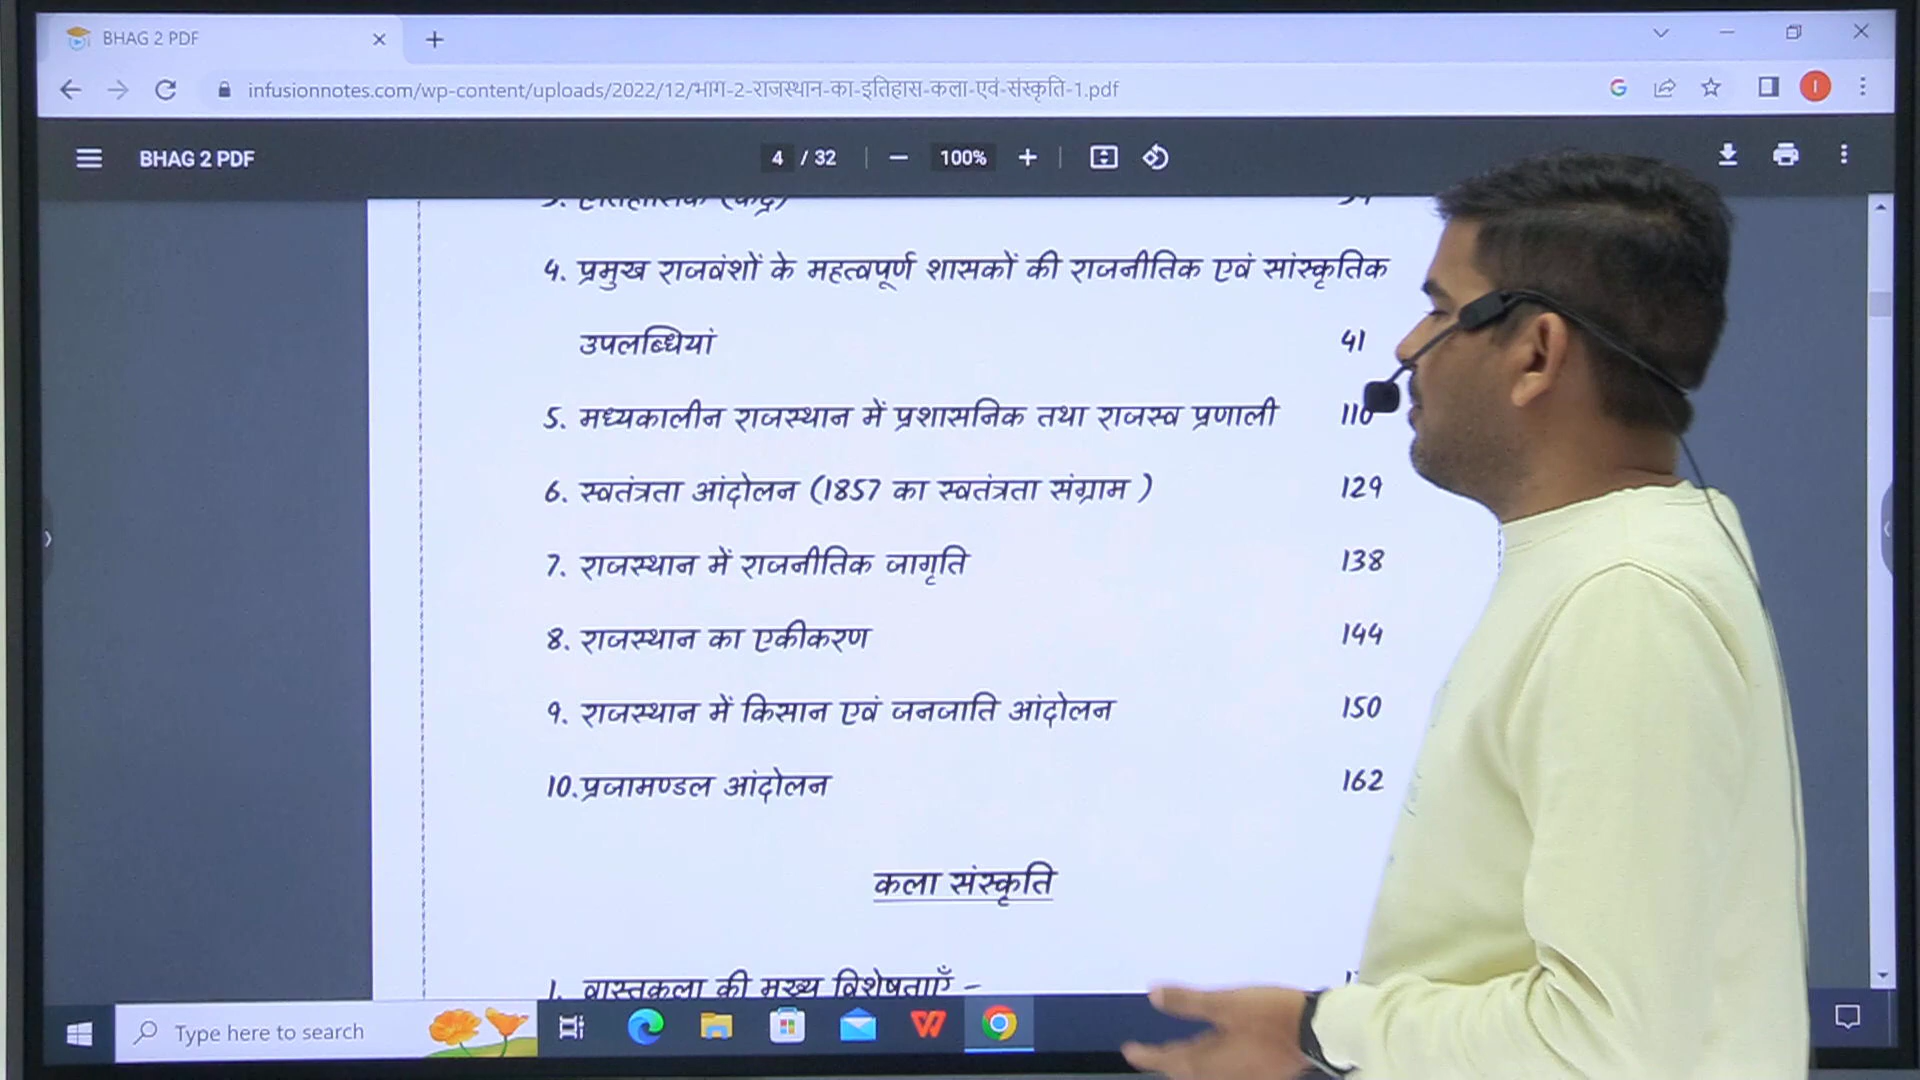 BHAG 2 PDF
infusionnotes.com/wp-content/uploads/2022/12/भाग-2-राजस्थान-का-इतिहास-कला-एवं-संस्कृति-1.pdf
I
BHAG 2 PDF
4 / 32
100%
4. प्रमुख राजवंशों के महत्वपूर्ण शासकों की राजनीतिक एवं सांस्कृतिक
उपलब्धियां 41
5. मध्यकालीन राजस्थान में प्रशासनिक तथा राजस्व प्रणाली 110
6. स्वतंत्रता आंदोलन (1857 का स्वतंत्रता संग्राम ) 129
7. राजस्थान में राजनीतिक जागृति 138
8. राजस्थान का एकीकरण 144
9. राजस्थान में किसान एवं जनजाति आंदोलन 150
10. प्रजामण्डल आंदोलन 162
कला संस्कृति
1. वास्तुकला की मुख्य विशेषताएँ -
Type here to search